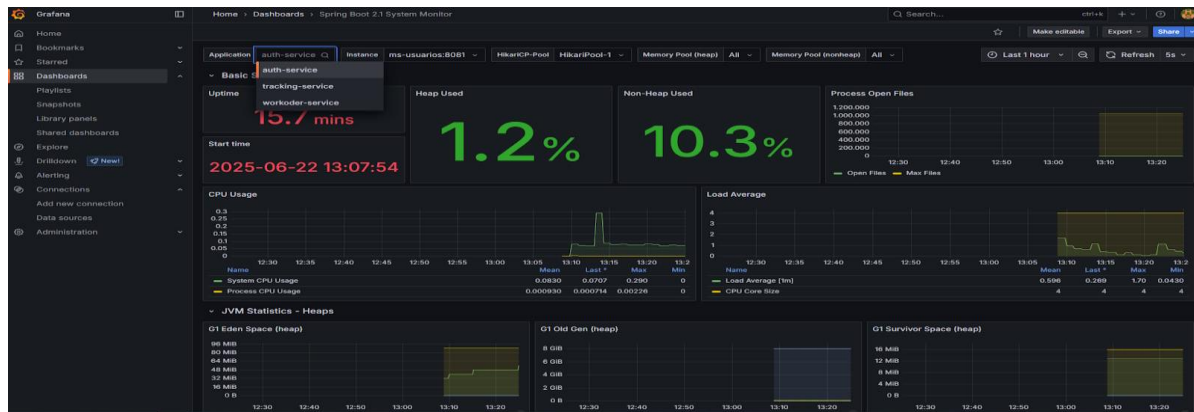 Grafana
Home › Dashboards › Spring Boot 2.1 System Monitor
Search...
ctrl+k
Home
Bookmarks
Starred
Dashboards
Playlists
Snapshots
Library panels
Shared dashboards
Explore
Drilldown New!
Alerting
Connections
Add new connection
Data sources
Administration
Make editable Export Share
Application auth-service Instance ms-usuarios:8081 HikariCP-Pool HikariPool-1 Memory Pool (heap) All Memory Pool (nonheap) All Last 1 hour Refresh 5s
auth-service
tracking-service
workoder-service
Basic S
Uptime
15.7 mins
Start time
2025-06-22 13:07:54
Heap Used
1.2%
Non-Heap Used
10.3%
Process Open Files
1.200.000
1.000.000
800.000
600.000
400.000
200.000
0
12:30 12:40 12:50 13:00 13:10 13:20
Open Files Max Files
CPU Usage
0.3
0.25
0.2
0.15
0.1
0.05
0
12:30 12:35 12:40 12:45 12:50 12:55 13:00 13:05 13:10 13:15 13:20 13:2
Name Mean Last * Max Min
System CPU Usage 0.0830 0.0707 0.290 0
Process CPU Usage 0.000930 0.000714 0.00226 0
Load Average
4
3
2
1
0
12:30 12:35 12:40 12:45 12:50 12:55 13:00 13:05 13:10 13:15 13:20 13:2
Name Mean Last * Max Min
Load Average [1m] 0.596 0.269 1.70 0.0430
CPU Core Size 4 4 4 4
JVM Statistics - Heaps
G1 Eden Space (heap)
96 MiB
80 MiB
64 MiB
48 MiB
32 MiB
16 MiB
0 B
12:30 12:40 12:50 13:00 13:10 13:20
G1 Old Gen (heap)
8 GiB
6 GiB
4 GiB
2 GiB
0 B
12:30 12:40 12:50 13:00 13:10 13:20
G1 Survivor Space (heap)
16 MiB
12 MiB
8 MiB
4 MiB
0 B
12:30 12:40 12:50 13:00 13:10 13:20